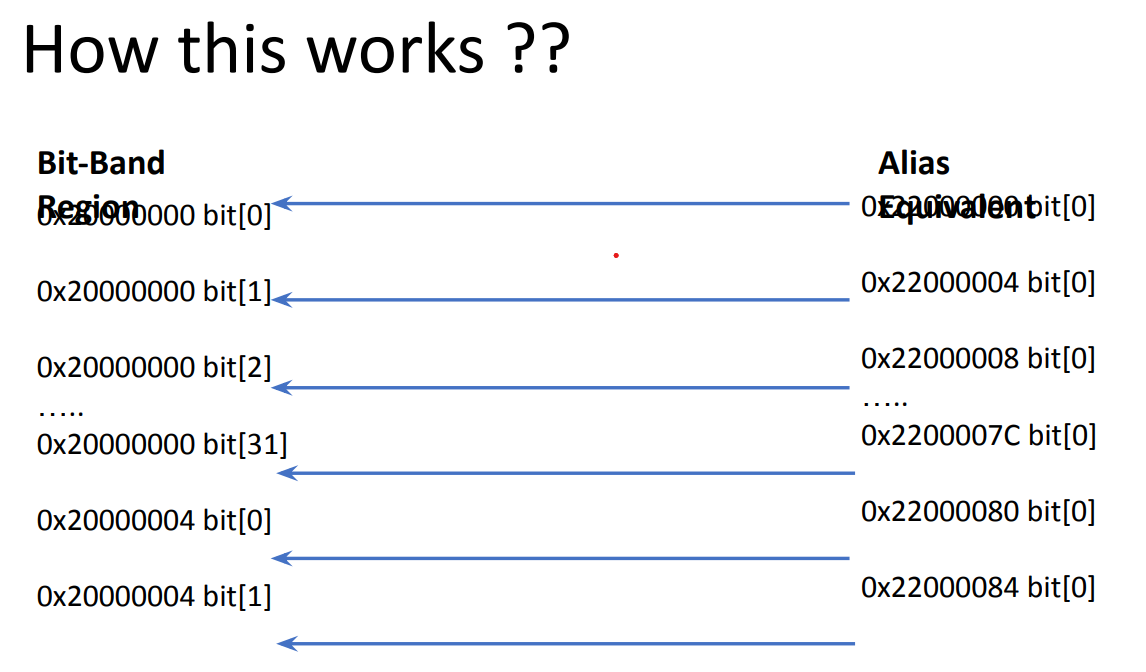 How this works ??
Bit-Band
Alias
Region
Equivalent
0x20000000 bit[0]
0x22000000 bit[0]
0x20000000 bit[1]
0x22000004 bit[0]
0x20000000 bit[2]
0x22000008 bit[0]
.....
.....
0x20000000 bit[31]
0x2200007C bit[0]
0x20000004 bit[0]
0x22000080 bit[0]
0x20000004 bit[1]
0x22000084 bit[0]